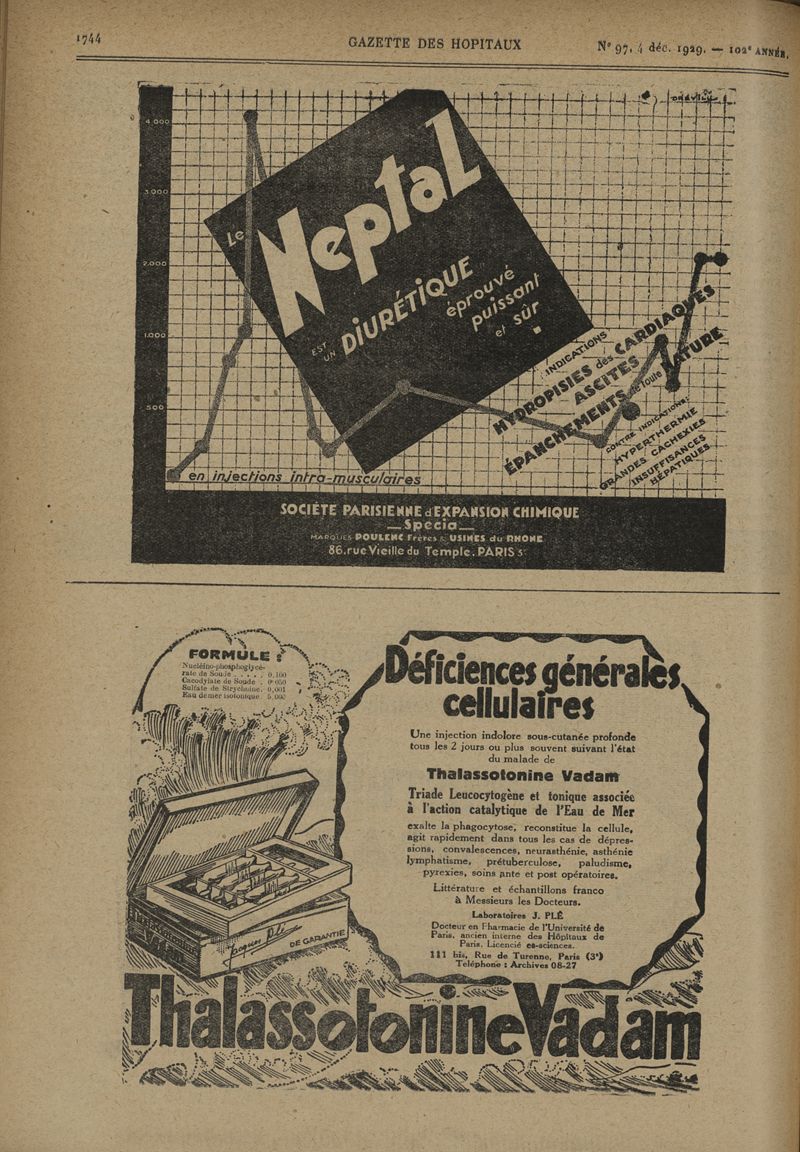 1744
GAZETTE DES HOPITAUX
N° 97, 4 déc. 1929. — 102e ANNÉE.
4.000
3.000
2.000
1.000
500
Le
Neptal
EST UN
DIURÉTIQUE
éprouvé
puissant
et sûr
INDICATIONS
HYDROPISIES des CARDIAQUES
ASCITES
ÉPANCHEMENTS de toute NATURE
CONTRE INDICATIONS:
HYPERTHERMIE
GRANDES CACHEXIES
INSUFFISANCES
HÉPATIQUES
en injections intra-musculaires
SOCIÉTÉ PARISIENNE d'EXPANSION CHIMIQUE
Specia
MARQUES POULENC Frères & USINES du RHONE
86, rue Vieille du Temple. PARIS 3e
FORMULE :
Nucléino-phosphoglycé-
rate de Soude . . . . 0,100
Cacodylate de Soude . 0,050
Sulfate de Strychnine. 0,001
Eau de mer isotonique. 5,000
Déficiences générales
cellulaires
Une injection indolore sous-cutanée profonde
tous les 2 jours ou plus souvent suivant l'état
du malade de
Thalassotonine Vadam
Triade Leucocytogène et tonique associée
à l'action catalytique de l'Eau de Mer
exalte la phagocytose, reconstitue la cellule,
agit rapidement dans tous les cas de dépres-
sions, convalescences, neurasthénie, asthénie
lymphatisme, prétuberculose, paludisme,
pyrexies, soins ante et post opératoires.
Littérature et échantillons franco
à Messieurs les Docteurs.
Laboratoires J. PLÉ
Docteur en Pharmacie de l'Université de
Paris, ancien interne des Hôpitaux de
Paris, Licencié es-sciences.
111 bis, Rue de Turenne, Paris (3e)
Téléphone : Archives 08-27
Jacques Plé
DE GARANTIE
Thalassotonine Vadam